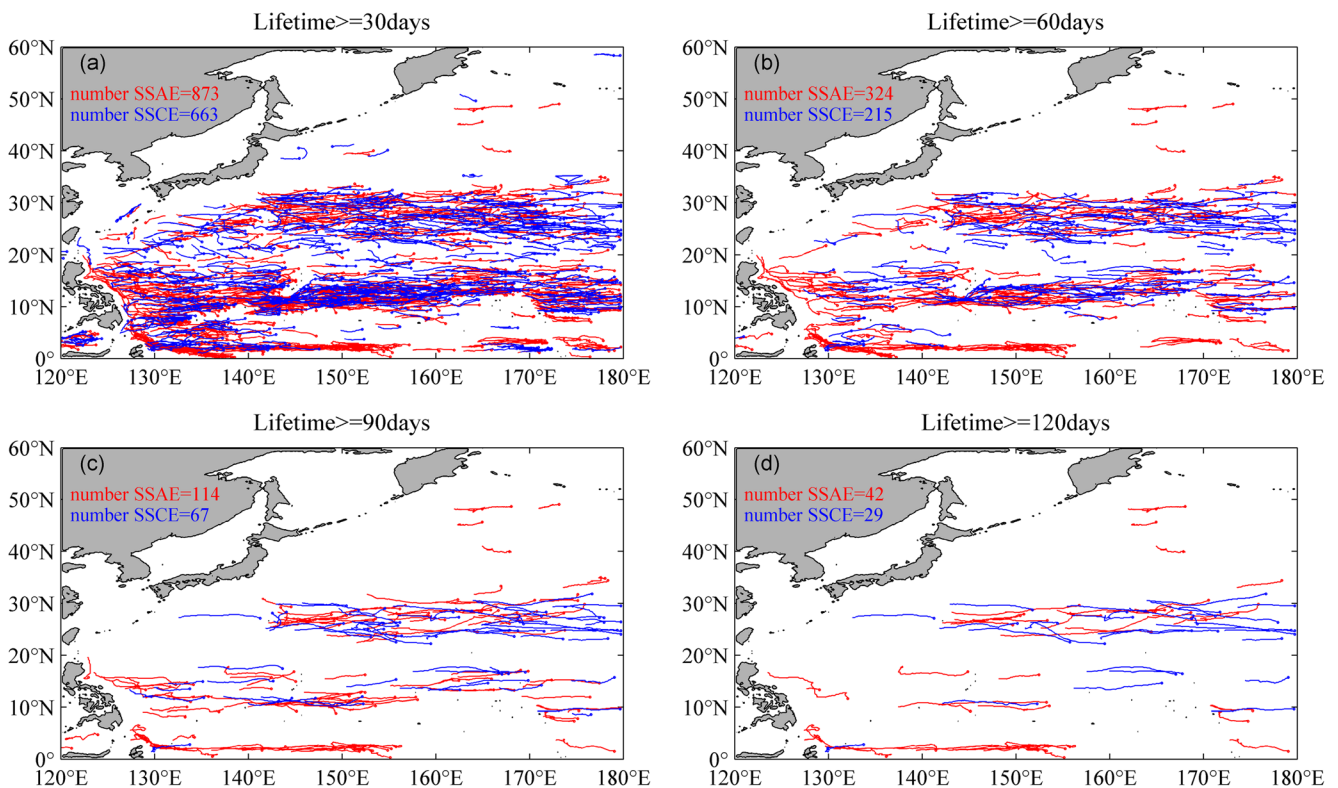 Lifetime>=30days
60°N
(a)
number SSAE=873
number SSCE=663
50°N
40°N
30°N
20°N
10°N
0°
120°E 130°E 140°E 150°E 160°E 170°E 180°E
Lifetime>=60days
60°N
(b)
number SSAE=324
number SSCE=215
50°N
40°N
30°N
20°N
10°N
0°
120°E 130°E 140°E 150°E 160°E 170°E 180°E
Lifetime>=90days
60°N
(c)
number SSAE=114
number SSCE=67
50°N
40°N
30°N
20°N
10°N
0°
120°E 130°E 140°E 150°E 160°E 170°E 180°E
Lifetime>=120days
60°N
(d)
number SSAE=42
number SSCE=29
50°N
40°N
30°N
20°N
10°N
0°
120°E 130°E 140°E 150°E 160°E 170°E 180°E